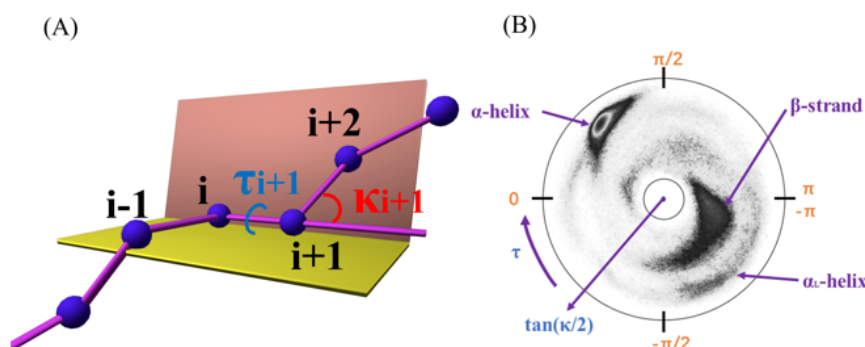 (A)
(B)
i-1
i
τi+1
i+1
i+2
κi+1
π/2
α-helix
β-strand
0
π
-π
τ
αL-helix
tan(κ/2)
-π/2